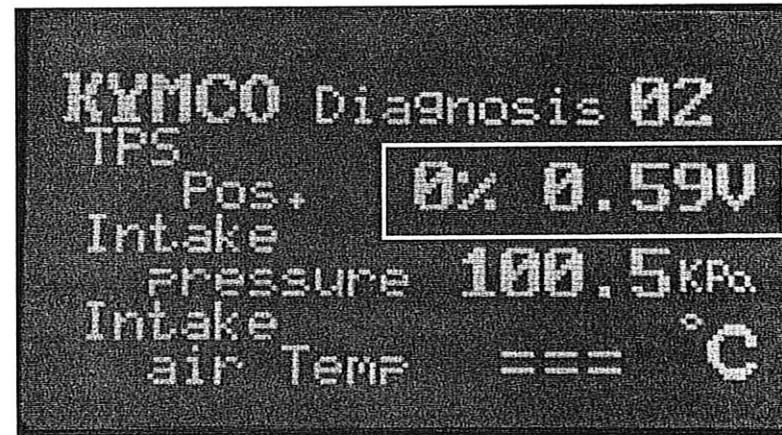 KYMCO Diagnosis 02
TPS
Pos. 0% 0.59V
Intake
pressure 100.5KPa
Intake
air Temp === °C